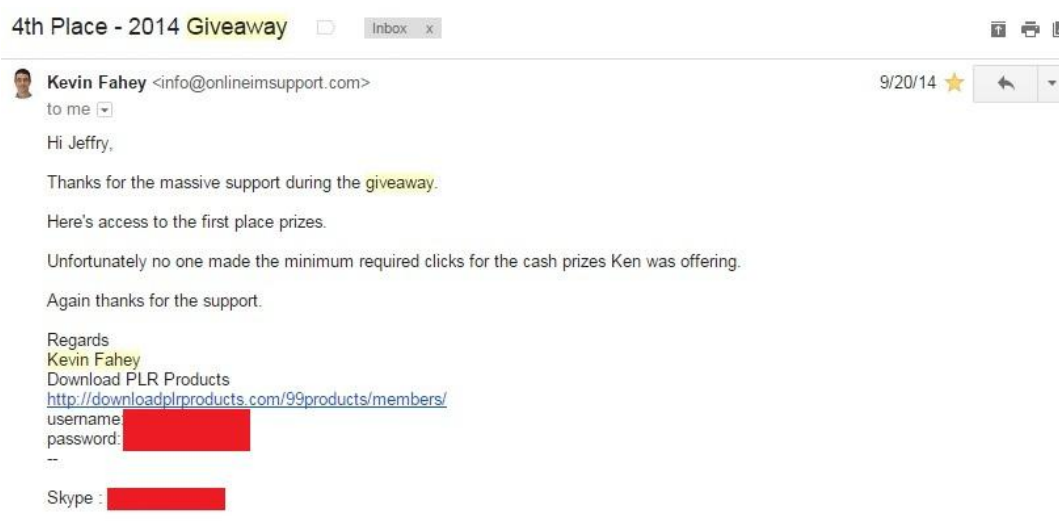 4th Place - 2014 Giveaway Inbox x
Kevin Fahey <info@onlineimsupport.com> 9/20/14
to me
Hi Jeffry,
Thanks for the massive support during the giveaway.
Here's access to the first place prizes.
Unfortunately no one made the minimum required clicks for the cash prizes Ken was offering.
Again thanks for the support.
Regards
Kevin Fahey
Download PLR Products
http://downloadplrproducts.com/99products/members/
username:
password:
--
Skype :